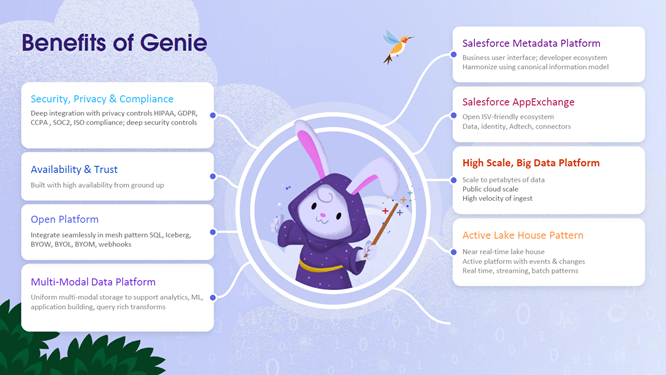 Benefits of Genie
Security, Privacy & Compliance
Deep integration with privacy controls HIPAA, GDPR,
CCPA , SOC2, ISO compliance; deep security controls
Availability & Trust
Built with high availability from ground up
Open Platform
Integrate seamlessly in mesh pattern SQL, Iceberg,
BYOW, BYOL, BYOM, webhooks
Multi-Modal Data Platform
Uniform multi-modal storage to support analytics, ML,
application building, query rich transforms
Salesforce Metadata Platform
Business user interface; developer ecosystem
Harmonize using canonical information model
Salesforce AppExchange
Open ISV-friendly ecosystem
Data, identity, Adtech, connectors
High Scale, Big Data Platform
Scale to petabytes of data
Public cloud scale
High velocity of ingest
Active Lake House Pattern
Near real-time lake house
Active platform with events & changes
Real time, streaming, batch patterns